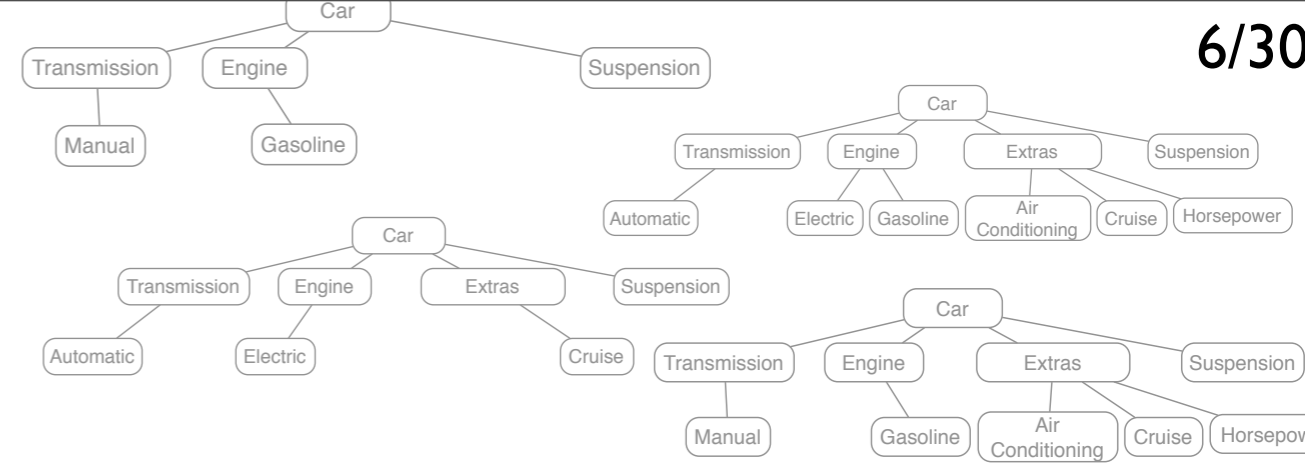 Car
Transmission
Engine
Suspension
Manual
Gasoline
6/30
Car
Transmission
Engine
Extras
Suspension
Automatic
Electric
Gasoline
Air
Conditioning
Cruise
Horsepower
Car
Transmission
Engine
Extras
Suspension
Automatic
Electric
Cruise
Car
Transmission
Engine
Extras
Suspension
Manual
Gasoline
Air
Conditioning
Cruise
Horsepow